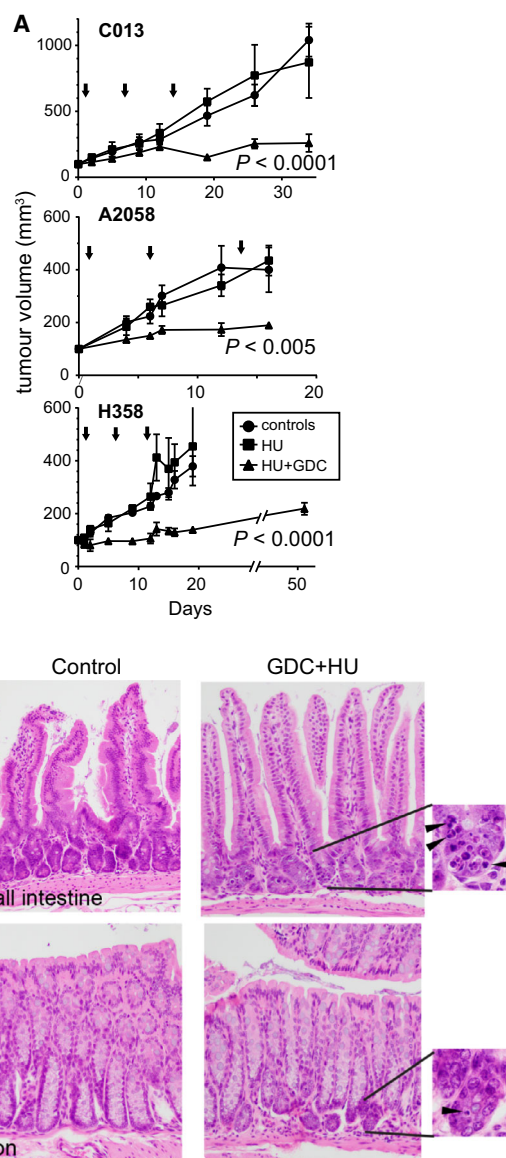 A
C013
1000
500
0
0 10 20 30
P < 0.0001
A2058
600
400
200
0
0 10 20
P < 0.005
tumour volume (mm³)
H358
600
400
200
0
0 10 20 50
P < 0.0001
controls
HU
HU+GDC
Days
Control GDC+HU
all intestine
on